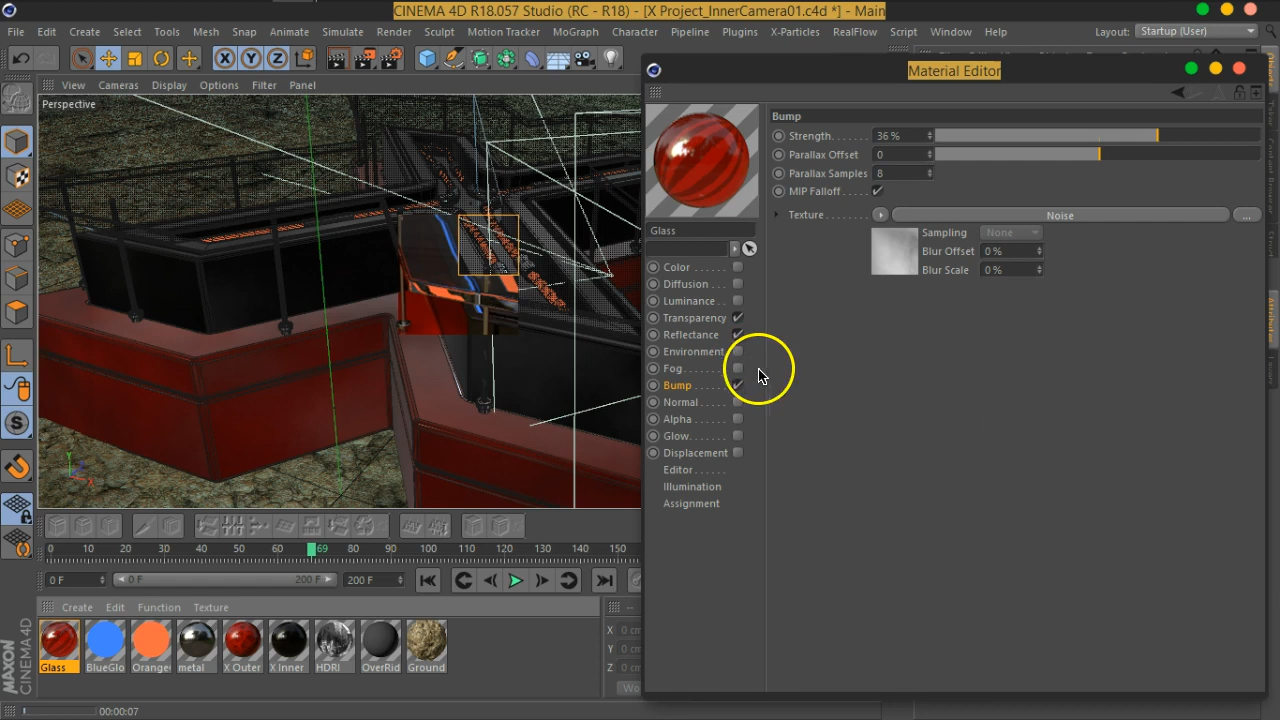 CINEMA 4D R18.057 Studio (RC - R18) - [X Project_InnerCamera01.c4d *] - Main
File Edit Create Select Tools Mesh Snap Animate Simulate Render Sculpt Motion Tracker MoGraph Character Pipeline Plugins X-Particles RealFlow Script Window Help Layout: Startup (User)
View Cameras Display Options Filter Panel
Perspective
Material Editor
Bump
Strength....... 36 %
Parallax Offset 0
Parallax Samples 8
MIP Falloff.....
Texture........ Noise ...
Sampling None
Blur Offset 0 %
Blur Scale 0 %
Glass
Color ......
Diffusion ...
Luminance..
Transparency
Reflectance
Environment
Fog.......
Bump ......
Normal.....
Alpha .....
Glow.......
Displacement
Editor ......
Illumination
Assignment
0 10 20 30 40 50 60 69 80 90 100 110 120 130 140 150
0 F 0 F 200 F 200 F
Create Edit Function Texture
Glass BlueGlo Orange metal X Outer X Inner HDRI OverRid Ground
X 0 cm
Y 0 cm
Z 0 cm
Wo
MAXON
CINEMA 4D
00:00:07